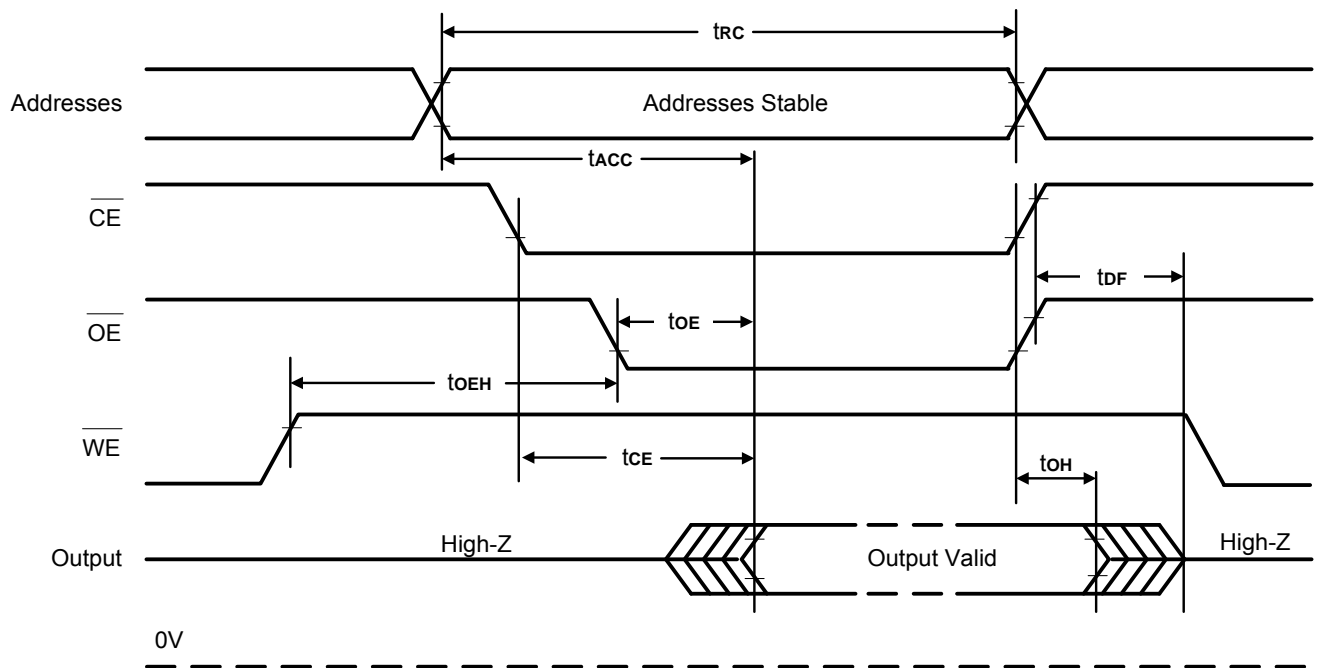 tRC
Addresses
Addresses Stable
tACC
CE
tDF
OE
tOE
tOEH
WE
tCE
tOH
Output
High-Z
Output Valid
High-Z
0V